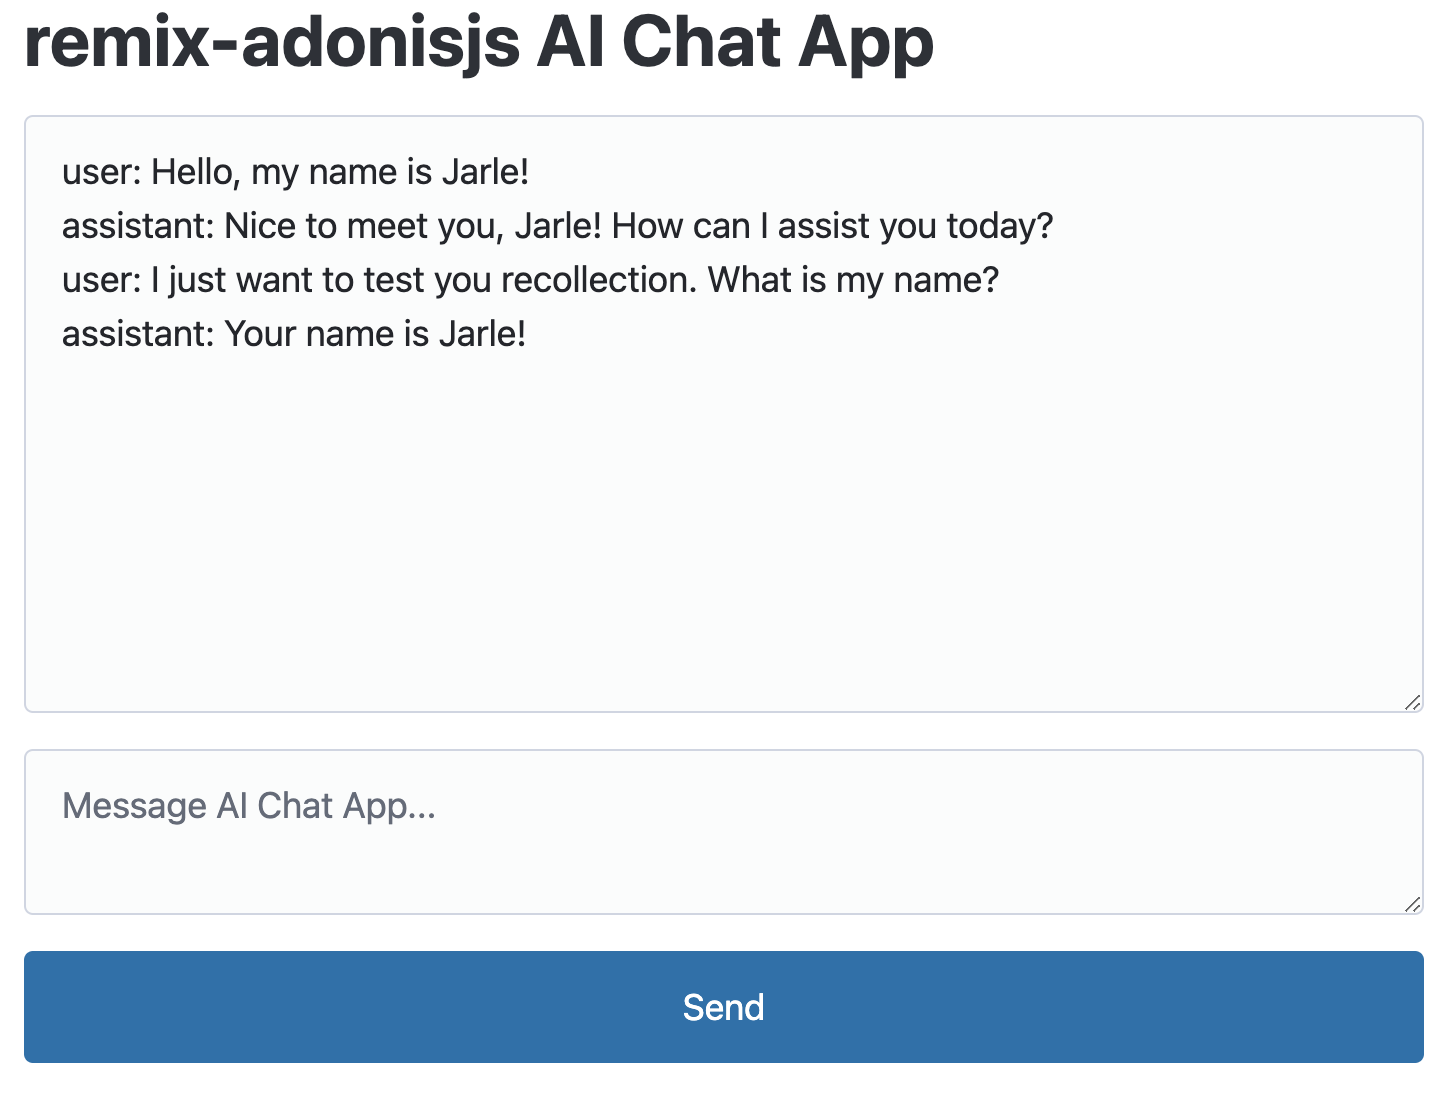 remix-adonisjs AI Chat App
user: Hello, my name is Jarle!
assistant: Nice to meet you, Jarle! How can I assist you today?
user: I just want to test you recollection. What is my name?
assistant: Your name is Jarle!
Message AI Chat App...
Send